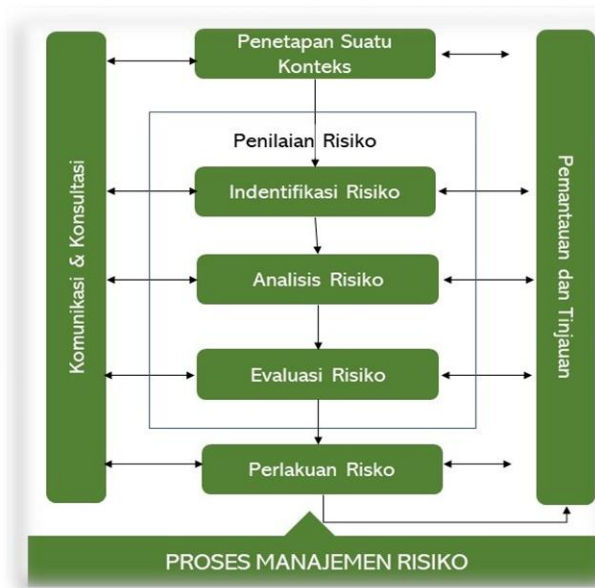 Penetapan Suatu
Konteks
Penilaian Risiko
Indentifikasi Risiko
Analisis Risiko
Evaluasi Risiko
Perlakuan Risko
Komunikasi & Konsultasi
Pemantauan dan Tinjauan
PROSES MANAJEMEN RISIKO